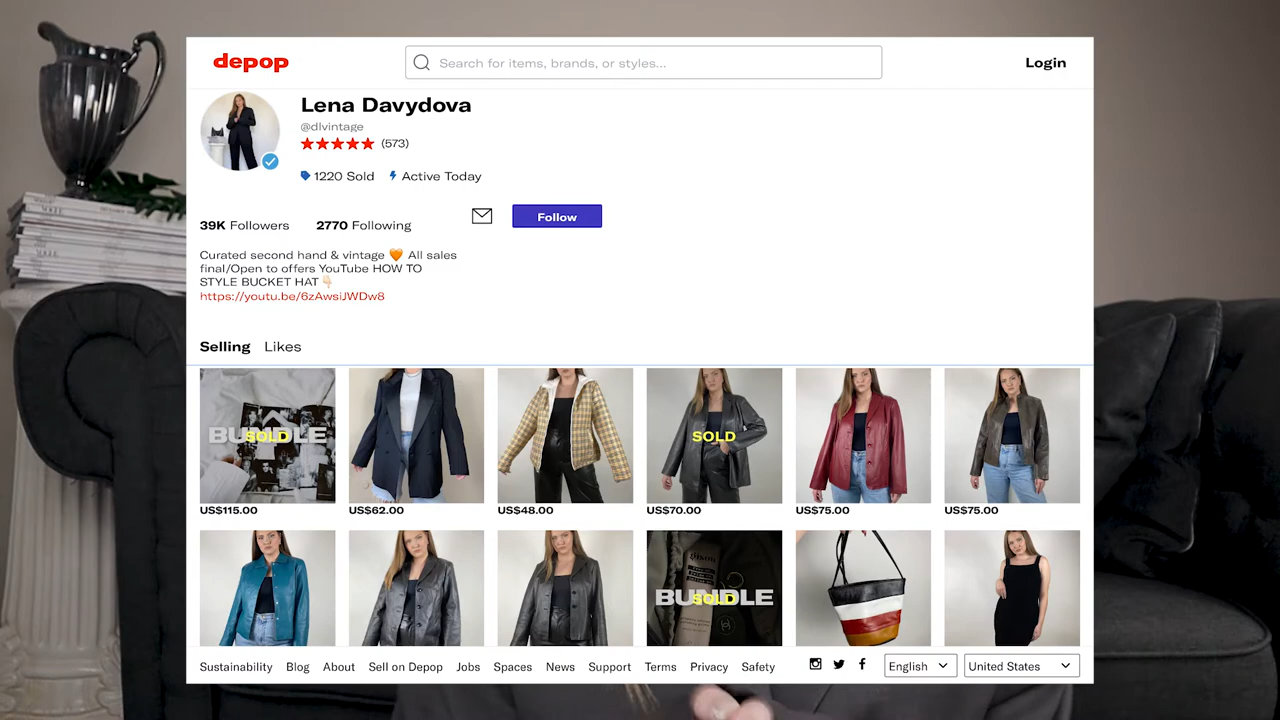 depop
Search for items, brands, or styles...
Login
Lena Davydova
@dlvintage
(573)
1220 Sold
Active Today
39K Followers
2770 Following
Follow
Curated second hand & vintage 🧡 All sales
final/Open to offers YouTube HOW TO
STYLE BUCKET HAT👇🏻
https://youtu.be/6zAwsiJWDw8
Selling
Likes
BUNDLE
SOLD
SOLD
US$115.00
US$62.00
US$48.00
US$70.00
US$75.00
US$75.00
BUNDLE
SOLD
Sustainability
Blog
About
Sell on Depop
Jobs
Spaces
News
Support
Terms
Privacy
Safety
English
United States
VOGUE